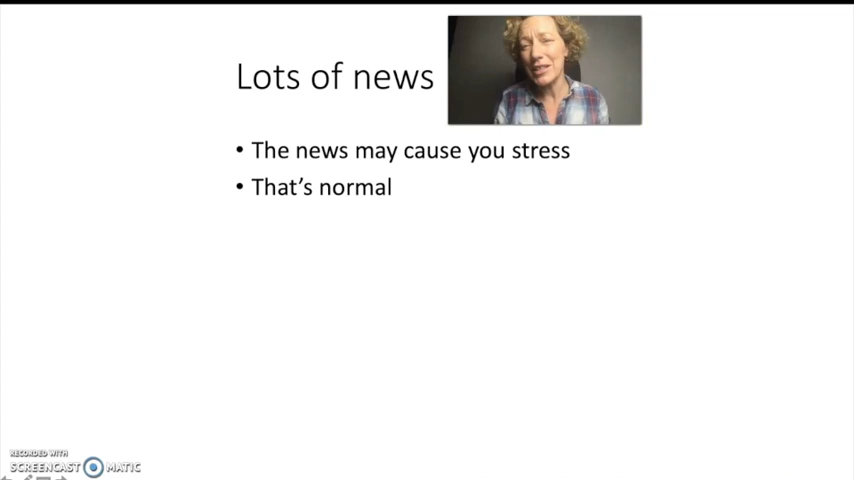 Lots of news
• The news may cause you stress
• That's normal
RECORDED WITH
SCREENCAST MATIC